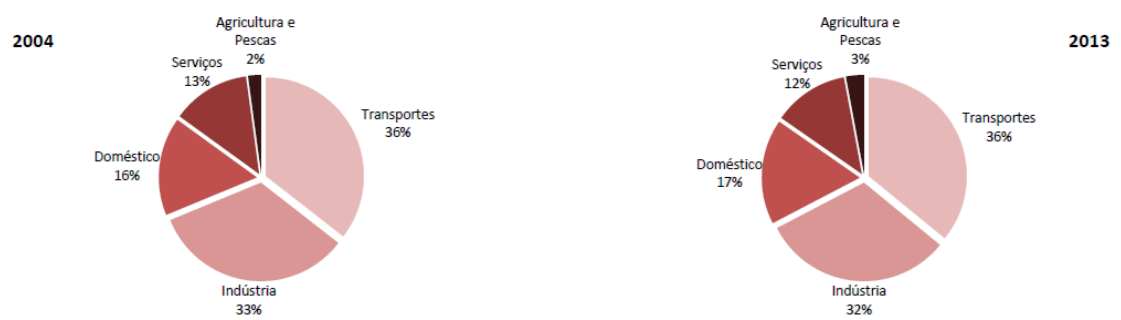 2004
Agricultura e
Pescas
2%
Serviços
13%
Transportes
36%
Doméstico
16%
Indústria
33%
2013
Agricultura e
Pescas
3%
Serviços
12%
Transportes
36%
Doméstico
17%
Indústria
32%